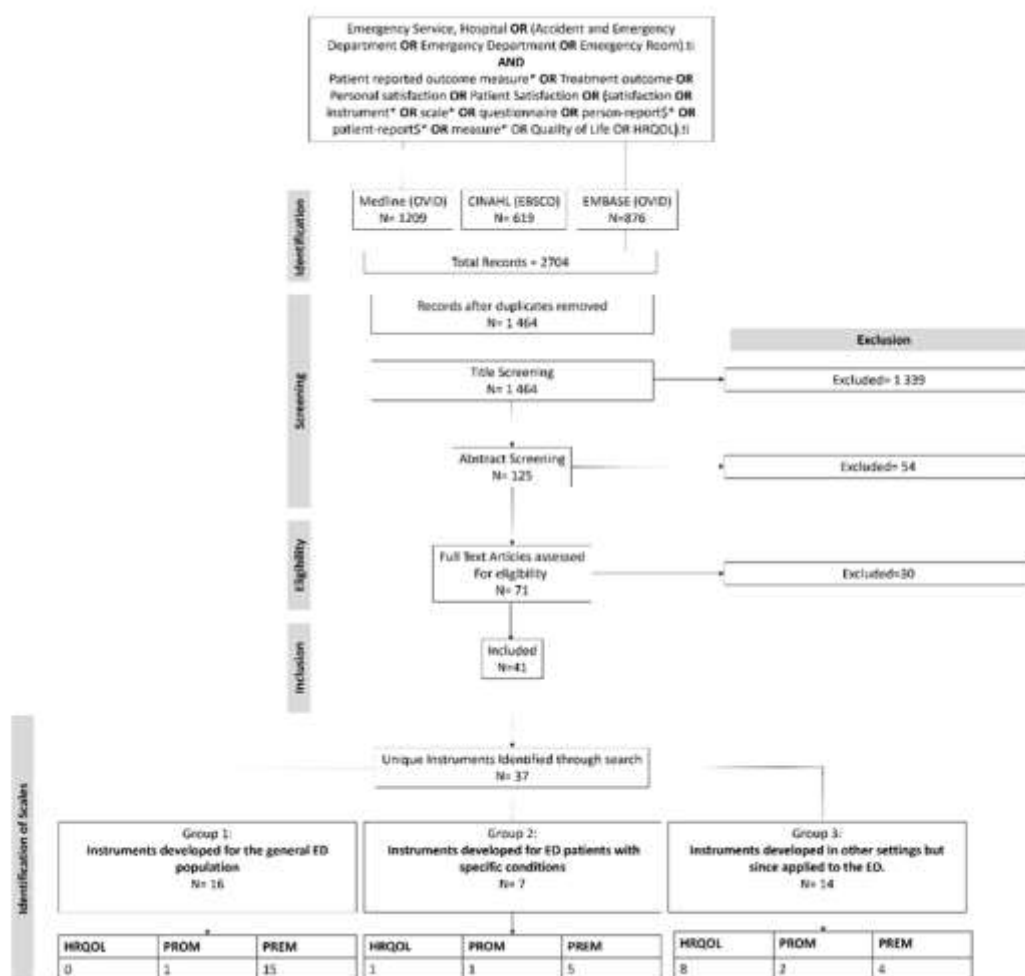 Emergency Service, Hospital OR (Accident and Emergency
Department OR Emergency Department OR Emergency Room).ti
AND
Patient reported outcome measure* OR Treatment outcome OR
Personal satisfaction OR Patient Satisfaction OR (satisfaction OR
instrument* OR scale* OR questionnaire OR person-report$* OR
patient-report$* OR measure* OR Quality of Life OR HRQOL).ti
Identification
Medline (OVID)
N= 1209
CINAHL (EBSCO)
N= 619
EMBASE (OVID)
N=876
Total Records = 2704
Screening
Records after duplicates removed
N= 1 464
Exclusion
Title Screening
N= 1 464
Excluded= 1 339
Abstract Screening
N= 125
Excluded= 54
Eligibility
Full Text Articles assessed
For eligibility
N= 71
Excluded=30
Inclusion
Included
N=41
Identification of Scales
Unique Instruments Identified through search
N= 37
Group 1:
Instruments developed for the general ED
population
N= 16
Group 2:
Instruments developed for ED patients with
specific conditions
N= 7
Group 3:
Instruments developed in other settings but
since applied to the ED.
N= 14
HRQOL PROM PREM
0 1 15
HRQOL PROM PREM
1 1 5
HRQOL PROM PREM
8 2 4